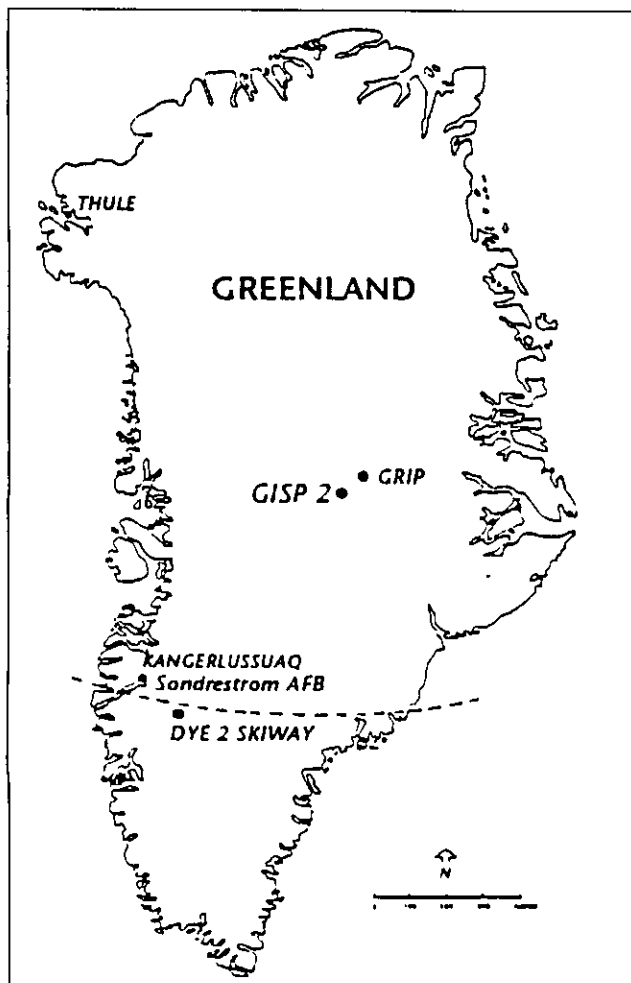 THULE
GREENLAND
GRIP
GISP 2
KANGERLUSSUAQ
Sondrestrom AFB
DYE 2 SKIWAY
N